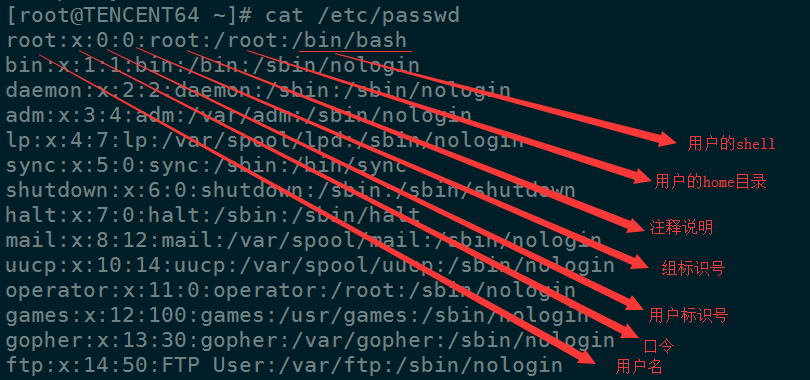 [root@TENCENT64 ~]# cat /etc/passwd
root:x:0:0:root:/root:/bin/bash
bin:x:1:1:bin:/bin:/sbin/nologin
daemon:x:2:2:daemon:/sbin:/sbin/nologin
adm:x:3:4:adm:/var/adm:/sbin/nologin
lp:x:4:7:lp:/var/spool/lpd:/sbin/nologin
sync:x:5:0:sync:/sbin:/bin/sync
shutdown:x:6:0:shutdown:/sbin:/sbin/shutdown
halt:x:7:0:halt:/sbin:/sbin/halt
mail:x:8:12:mail:/var/spool/mail:/sbin/nologin
uucp:x:10:14:uucp:/var/spool/uucp:/sbin/nologin
operator:x:11:0:operator:/root:/sbin/nologin
games:x:12:100:games:/usr/games:/sbin/nologin
gopher:x:13:30:gopher:/var/gopher:/sbin/nologin
ftp:x:14:50:FTP User:/var/ftp:/sbin/nologin
用户的shell
用户的home目录
注释说明
组标识号
用户标识号
口令
用户名